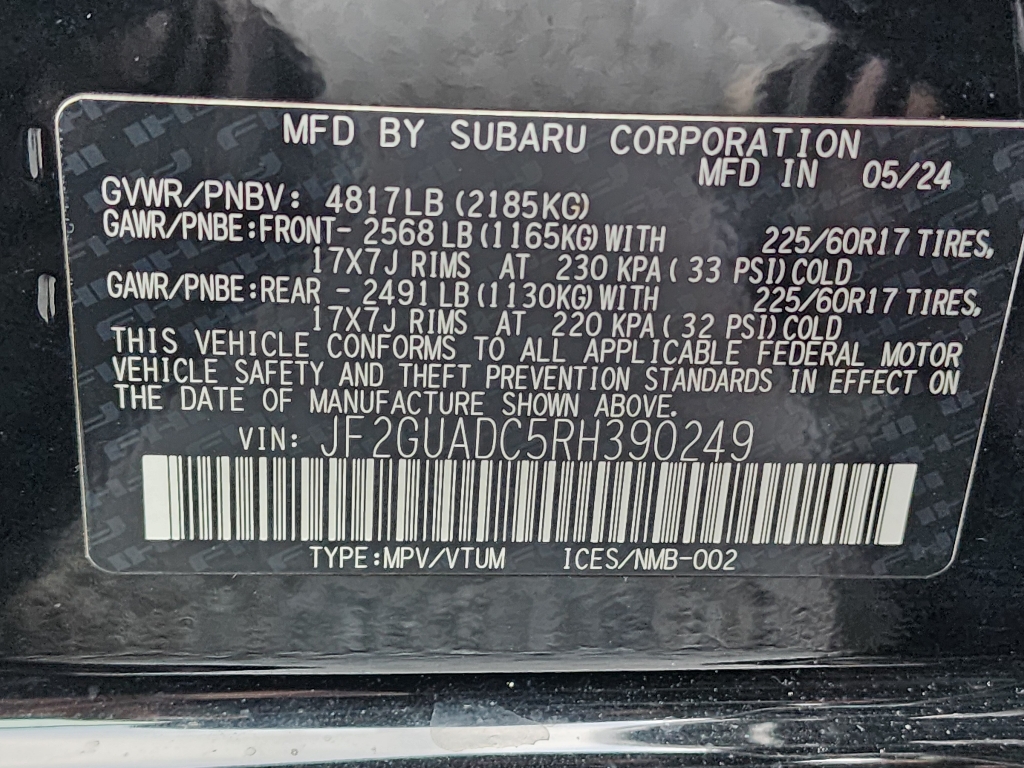 MFD BY SUBARU CORPORATION
MFD IN 05/24
GVWR/PNBV: 4817LB (2185KG)
GAWR/PNBE:FRONT- 2568 LB (1165KG) WITH 225/60R17 TIRES,
17X7J RIMS AT 230 KPA ( 33 PSI) COLD
GAWR/PNBE:REAR - 2491 LB (1130KG) WITH 225/60R17 TIRES,
17X7J RIMS AT 220 KPA ( 32 PSI) COLD
THIS VEHICLE CONFORMS TO ALL APPLICABLE FEDERAL MOTOR
VEHICLE SAFETY AND THEFT PREVENTION STANDARDS IN EFFECT ON
THE DATE OF MANUFACTURE SHOWN ABOVE.
VIN: JF2GUADC5RH390249
TYPE:MPV/VTUM ICES/NMB-002